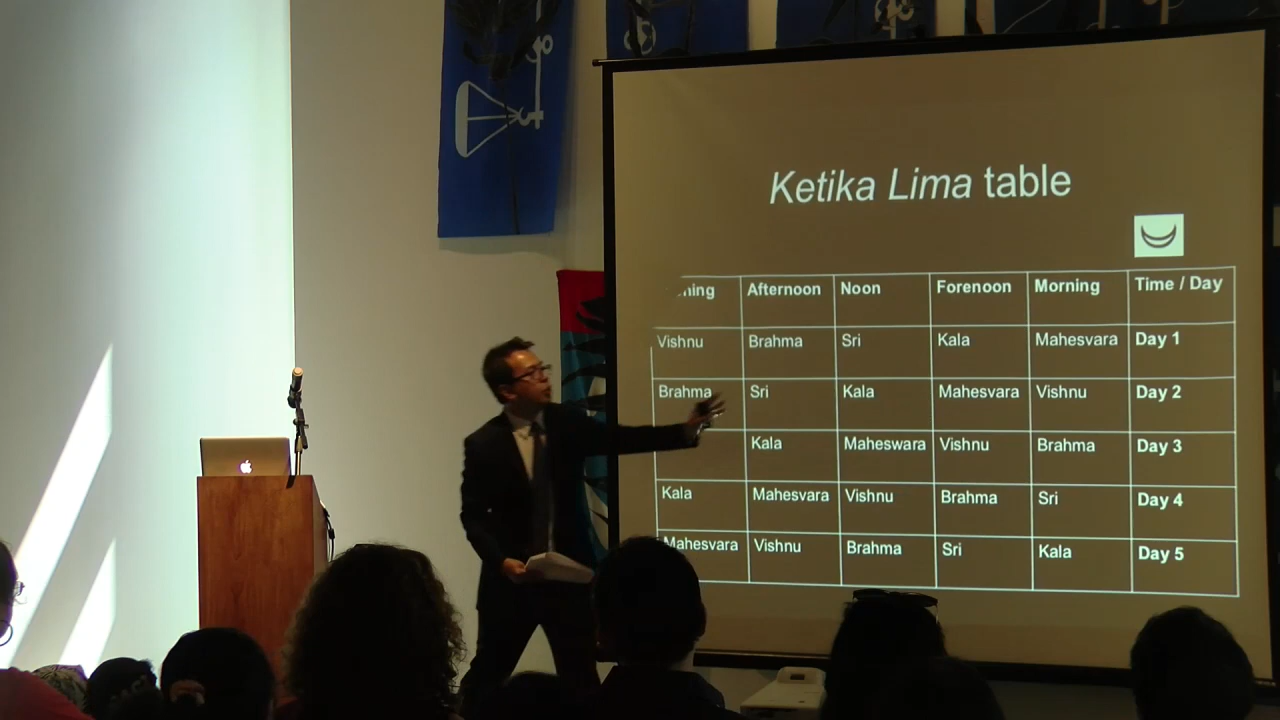 Ketika Lima table
Afternoon Noon Forenoon Morning Time / Day
Vishnu Brahma Sri Kala Mahesvara Day 1
Brahma Sri Kala Mahesvara Vishnu Day 2
Kala Maheswara Vishnu Brahma Day 3
Kala Mahesvara Vishnu Brahma Sri Day 4
Mahesvara Vishnu Brahma Sri Kala Day 5